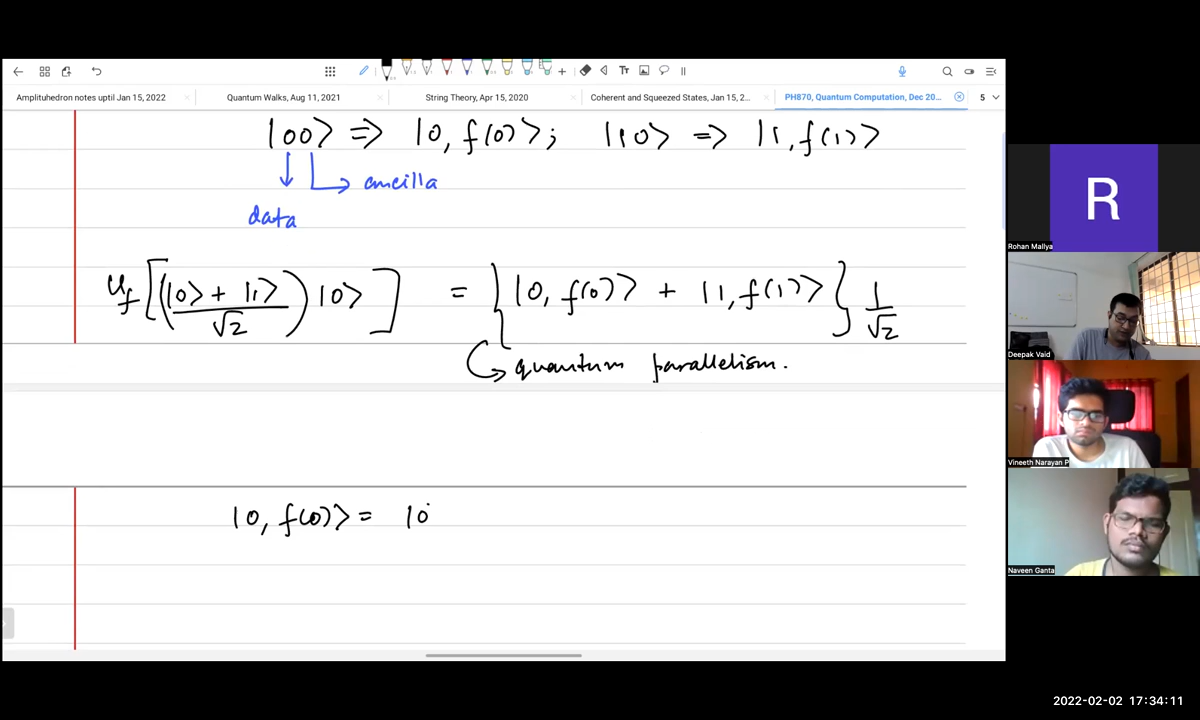 Amplituhedron notes uptil Jan 15, 2022 Quantum Walks, Aug 11, 2021 String Theory, Apr 15, 2020 Coherent and Squeezed States, Jan 15, 2... PH870, Quantum Computation, Dec 20... 5
|00⟩ => |0, f(0)⟩; |10⟩ => |1, f(1)⟩
ancilla
data
U_f [(|0⟩ + |1⟩ / √2) |0⟩] = {|0, f(0)⟩ + |1, f(1)⟩} 1/√2
quantum parallelism.
|0, f(0)⟩ = |0
R
Rohan Mallya
Deepak Vaid
Vineeth Narayan P
Naveen Ganta
2022-02-02 17:34:11